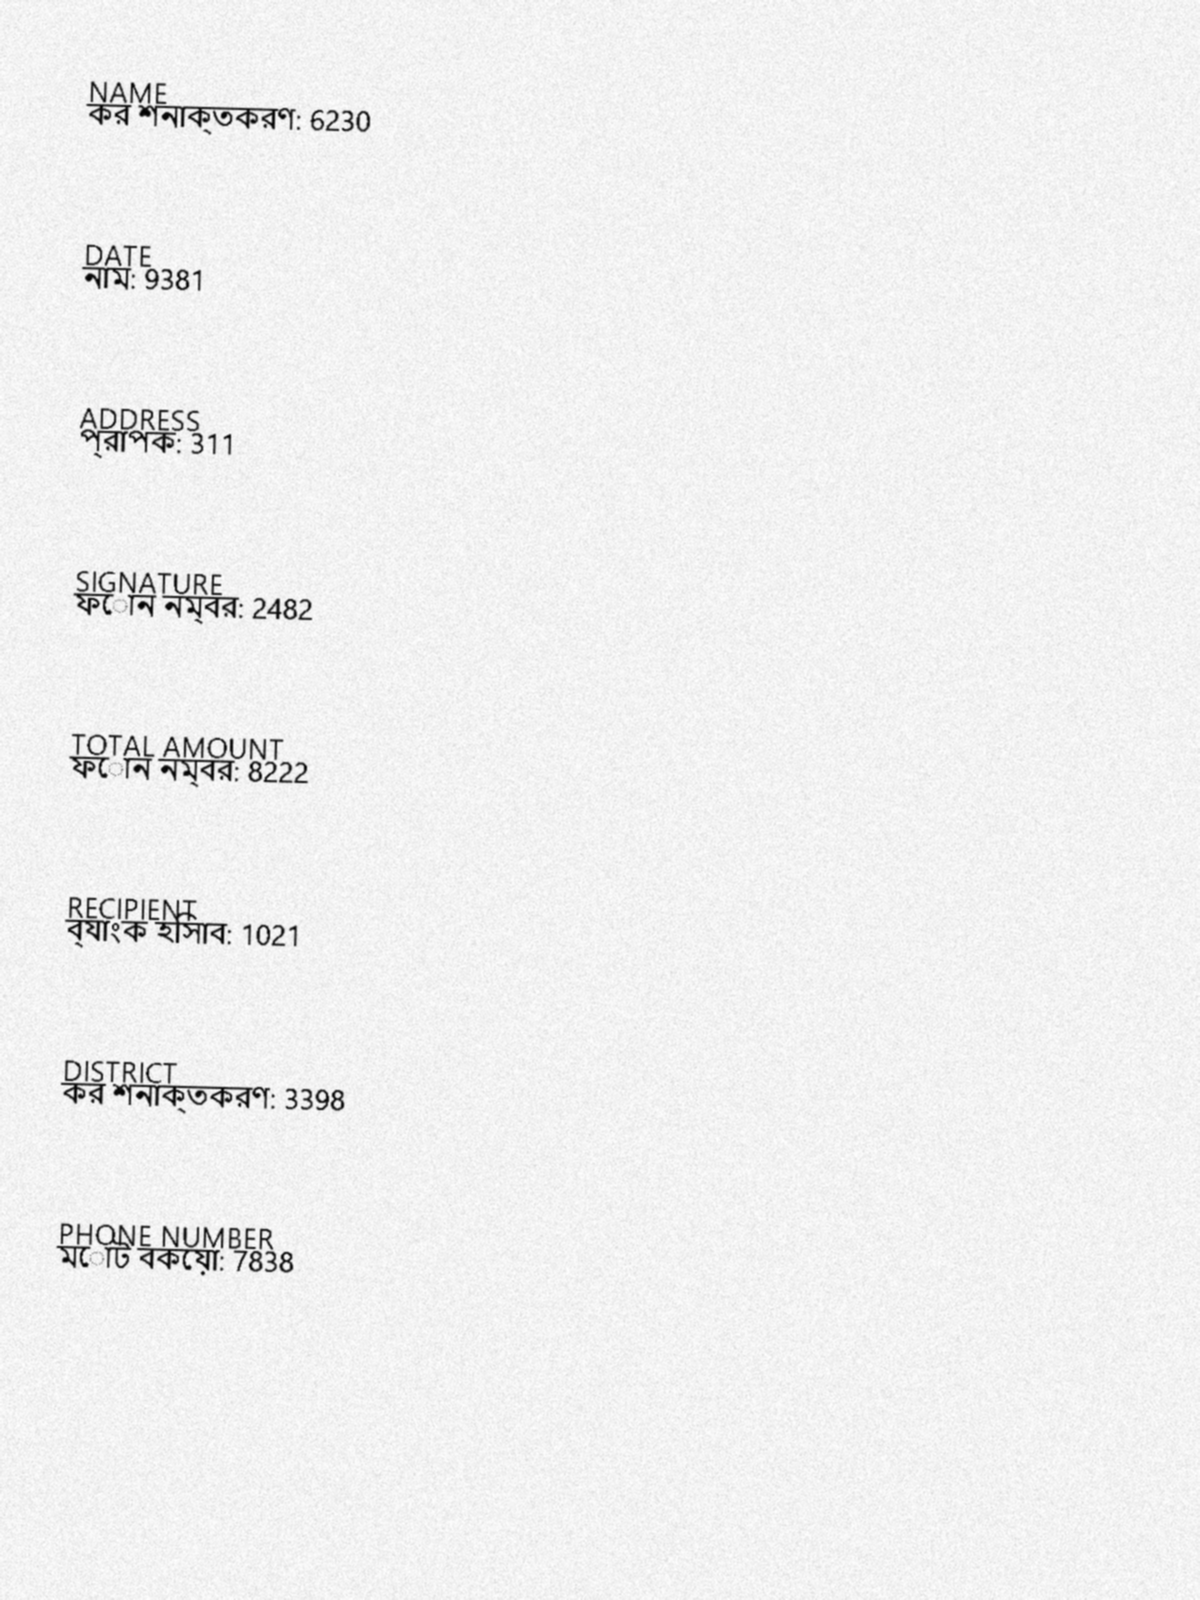 NAME
কর শনাক্তকরণ: 6230
DATE
নাম: 9381
ADDRESS
প্রাপক: 311
SIGNATURE
ফোন নম্বর: 2482
TOTAL AMOUNT
ফোন নম্বর: 8222
RECIPIENT
ব্যাংক হিসাব: 1021
DISTRICT
কর শনাক্তকরণ: 3398
PHONE NUMBER
মোট বকেয়া: 7838